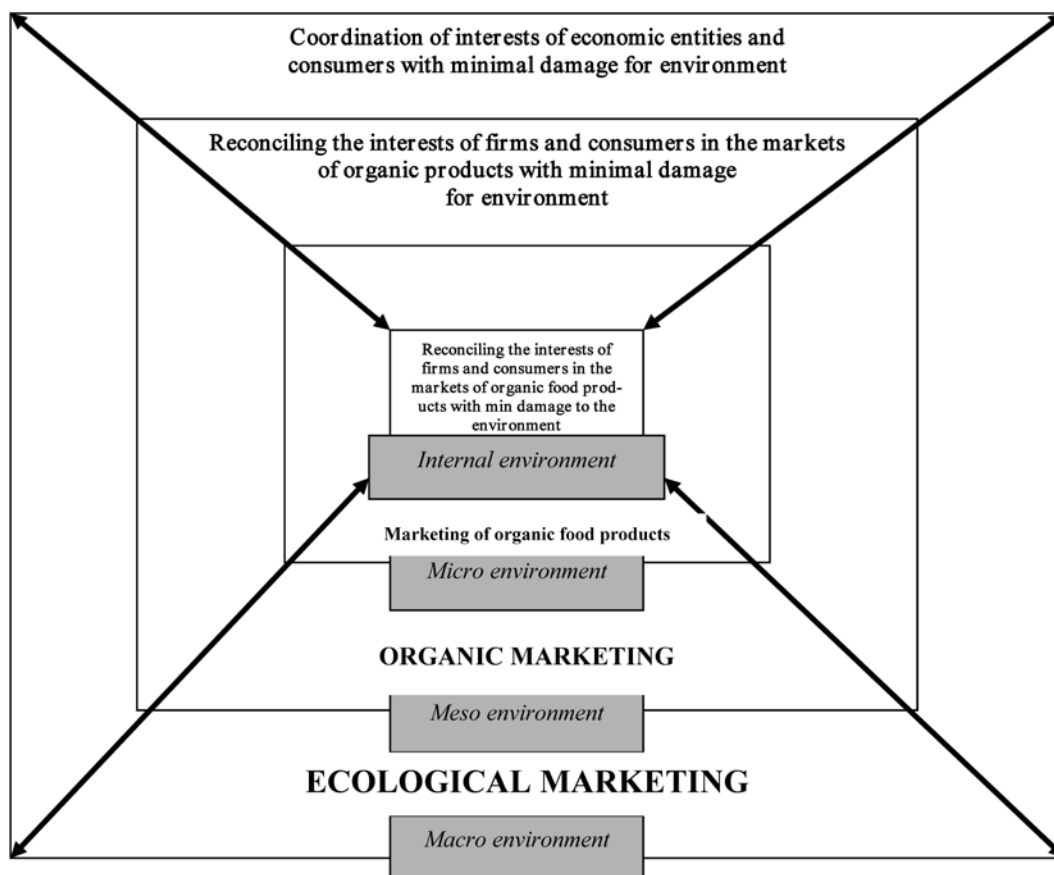 Coordination of interests of economic entities and
consumers with minimal damage for environment
Reconciling the interests of firms and consumers in the markets
of organic products with minimal damage
for environment
Reconciling the interests of
firms and consumers in the
markets of organic food prod-
ucts with min damage to the
environment
Internal environment
Marketing of organic food products
Micro environment
ORGANIC MARKETING
Meso environment
ECOLOGICAL MARKETING
Macro environment